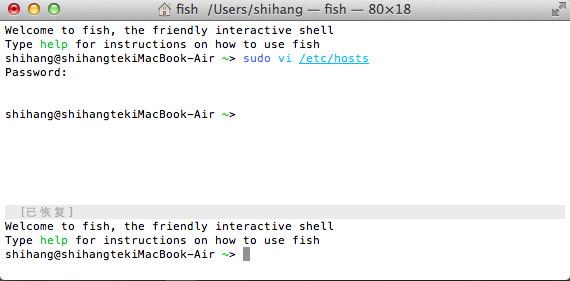 fish  /Users/shihang — fish — 80×18
Welcome to fish, the friendly interactive shell
Type help for instructions on how to use fish
shihang@shihangtekiMacBook-Air ~> sudo vi /etc/hosts
Password:
shihang@shihangtekiMacBook-Air ~>
[已恢复]
Welcome to fish, the friendly interactive shell
Type help for instructions on how to use fish
shihang@shihangtekiMacBook-Air ~>